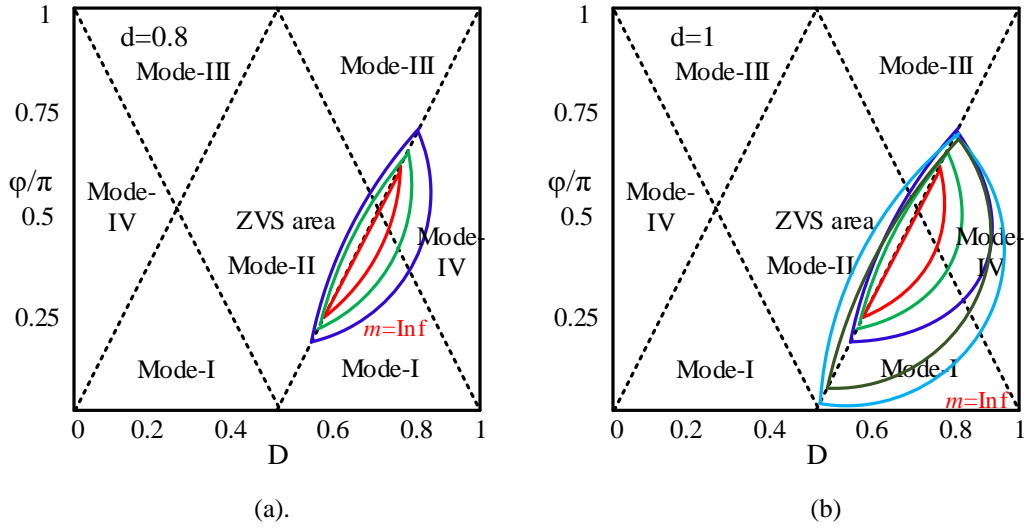 1
d=0.8
Mode-III
Mode-III
0.75
φ/π
Mode-
IV
0.5
ZVS area
Mode-II
Mode-
IV
0.25
m=Inf
Mode-I
Mode-I
0
0.2
0.4
0.6
0.8
1
D
(a).
1
d=1
Mode-III
Mode-III
0.75
φ/π
Mode-
IV
0.5
ZVS area
Mode-II
Mode-
IV
0.25
Mode-I
Mode-I
m=Inf
0
0.2
0.4
0.6
0.8
1
D
(b)